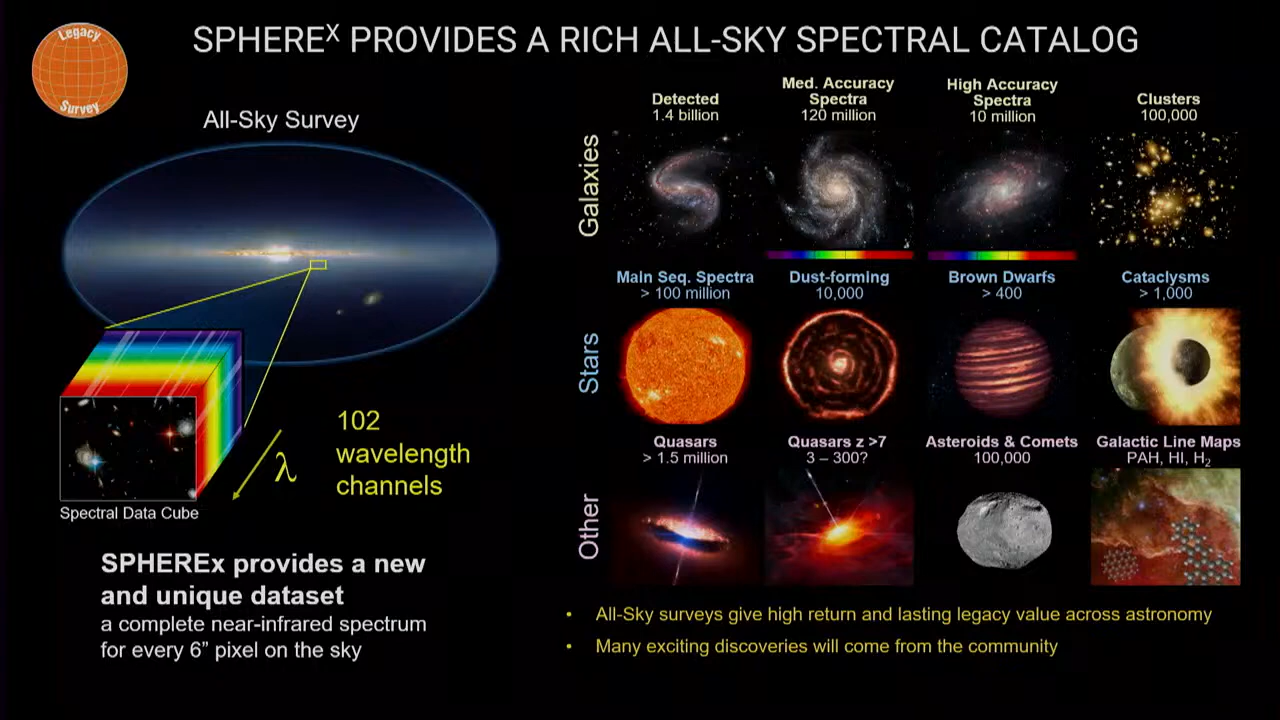 Legacy
Survey
SPHEREX PROVIDES A RICH ALL-SKY SPECTRAL CATALOG
All-Sky Survey
102
wavelength
channels
λ
Spectral Data Cube
SPHEREx provides a new
and unique dataset
a complete near-infrared spectrum
for every 6” pixel on the sky
Galaxies
Detected
1.4 billion
Med. Accuracy
Spectra
120 million
High Accuracy
Spectra
10 million
Clusters
100,000
Stars
Main Seq. Spectra
> 100 million
Dust-forming
10,000
Brown Dwarfs
> 400
Cataclysms
> 1,000
Other
Quasars
> 1.5 million
Quasars z >7
3 – 300?
Asteroids & Comets
100,000
Galactic Line Maps
PAH, HI, H2
• All-Sky surveys give high return and lasting legacy value across astronomy
• Many exciting discoveries will come from the community